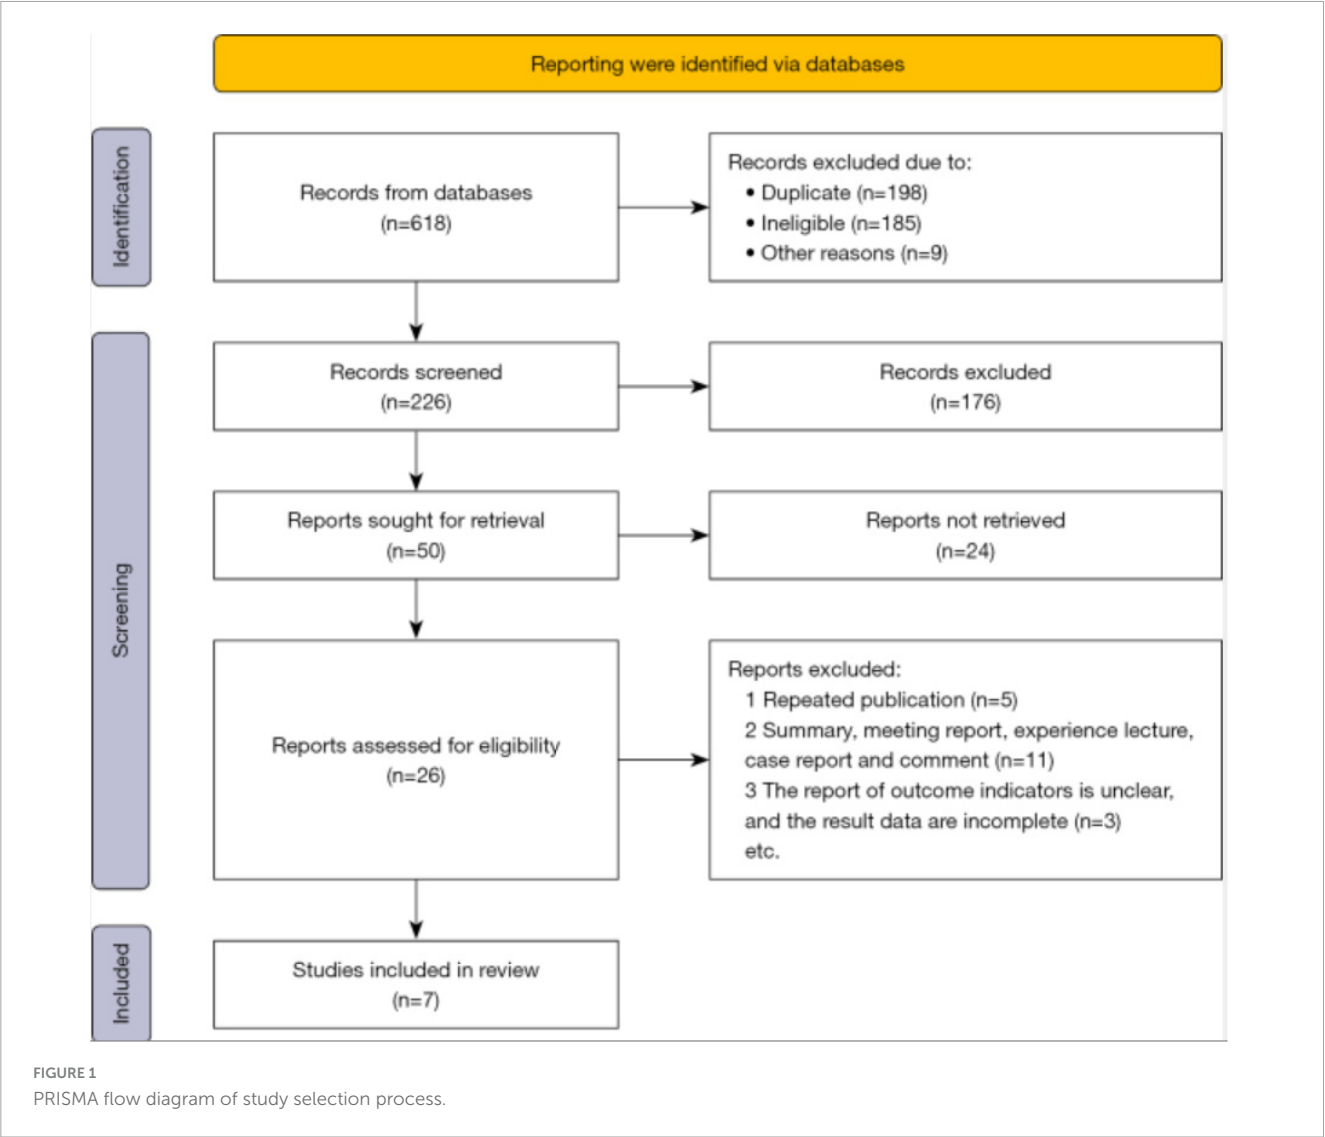 Reporting were identified via databases
Identification
Records from databases
(n=618)
Records excluded due to:
• Duplicate (n=198)
• Ineligible (n=185)
• Other reasons (n=9)
Screening
Records screened
(n=226)
Records excluded
(n=176)
Reports sought for retrieval
(n=50)
Reports not retrieved
(n=24)
Reports assessed for eligibility
(n=26)
Reports excluded:
1 Repeated publication (n=5)
2 Summary, meeting report, experience lecture,
case report and comment (n=11)
3 The report of outcome indicators is unclear,
and the result data are incomplete (n=3)
etc.
Included
Studies included in review
(n=7)
FIGURE 1
PRISMA flow diagram of study selection process.